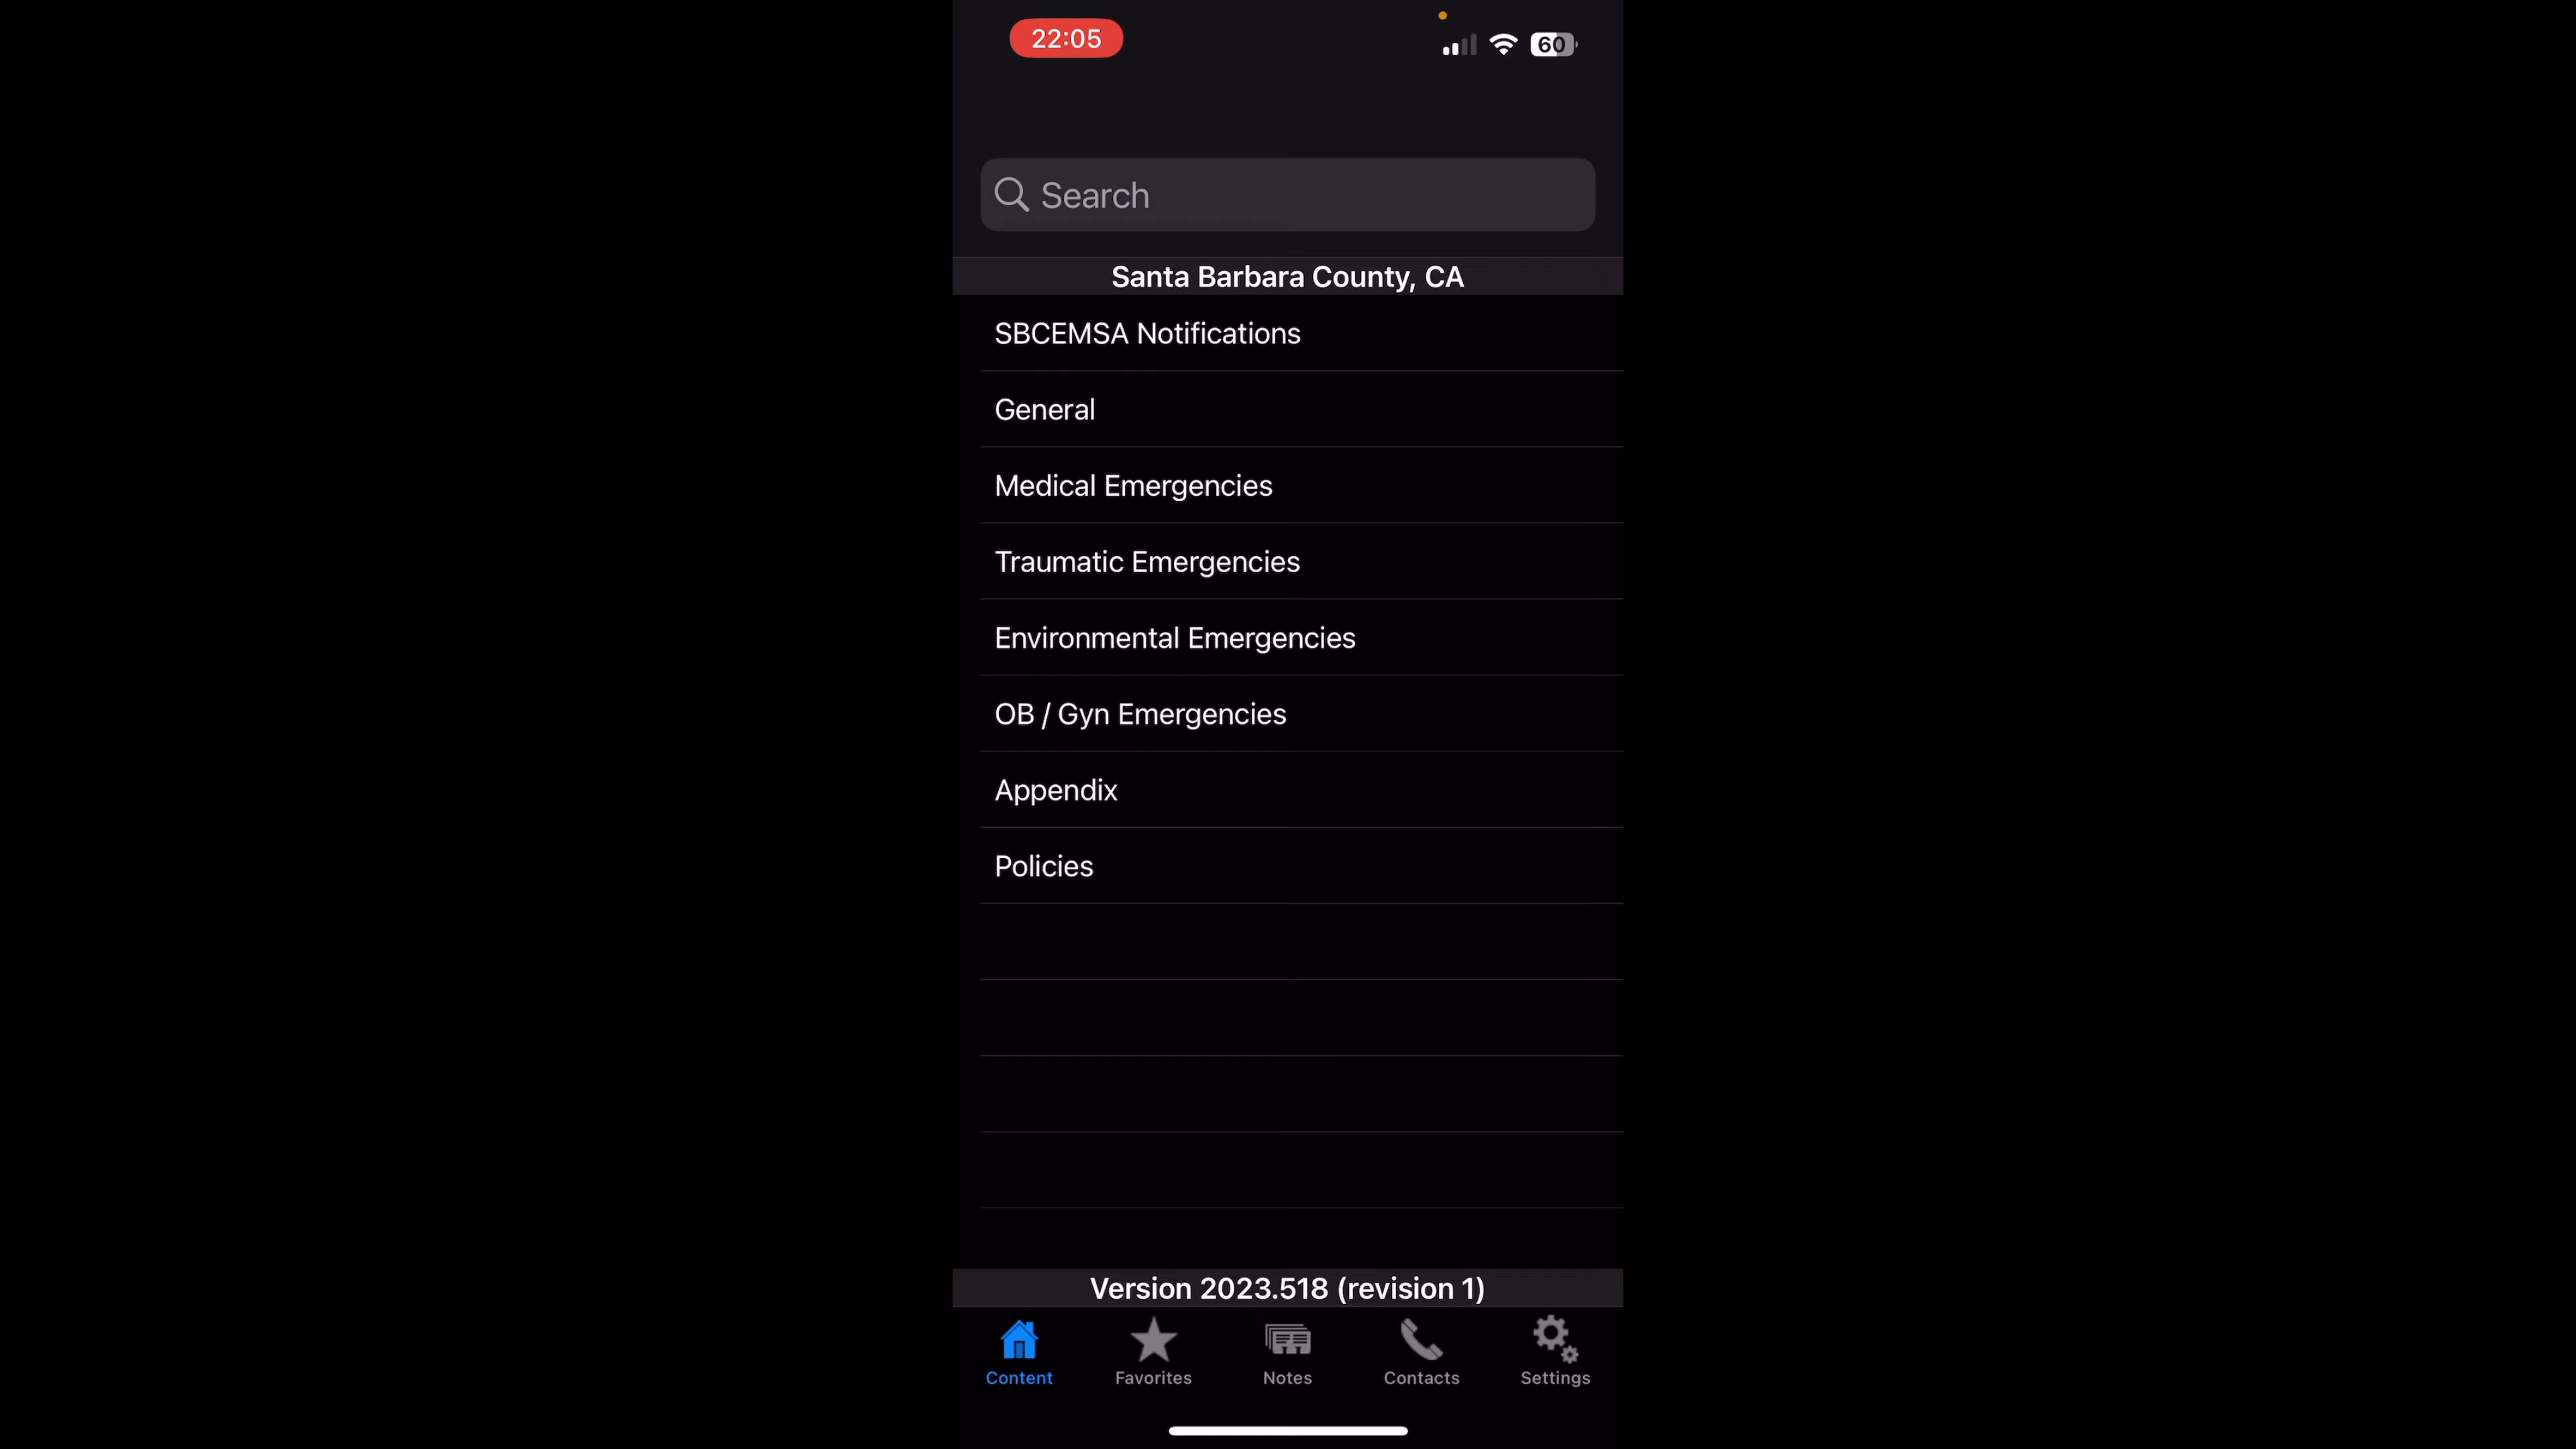 22:05
60
Search
Santa Barbara County, CA
SBCEMSA Notifications
General
Medical Emergencies
Traumatic Emergencies
Environmental Emergencies
OB / Gyn Emergencies
Appendix
Policies
Version 2023.518 (revision 1)
Content Favorites Notes Contacts Settings